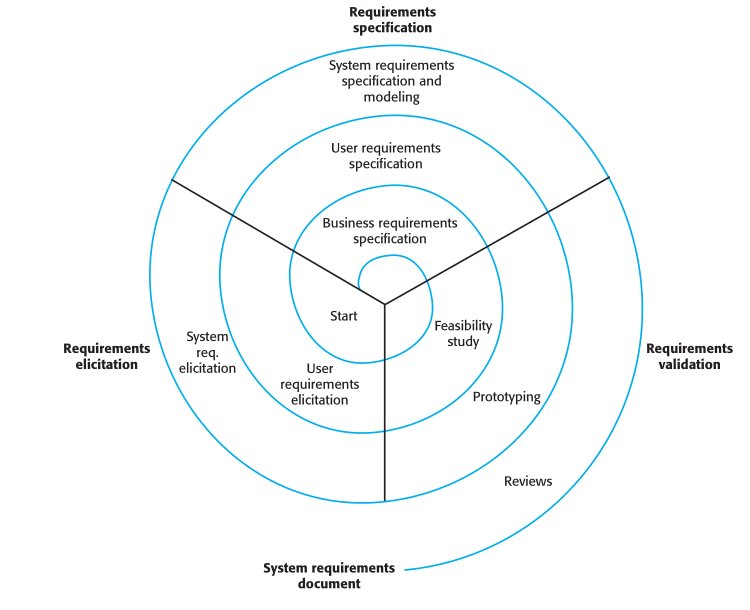 Requirements
specification
System requirements
specification and
modeling
User requirements
specification
Business requirements
specification
Start
Feasibility
study
System
req.
elicitation
Requirements
elicitation
Requirements
validation
User
requirements
elicitation
Prototyping
Reviews
System requirements
document